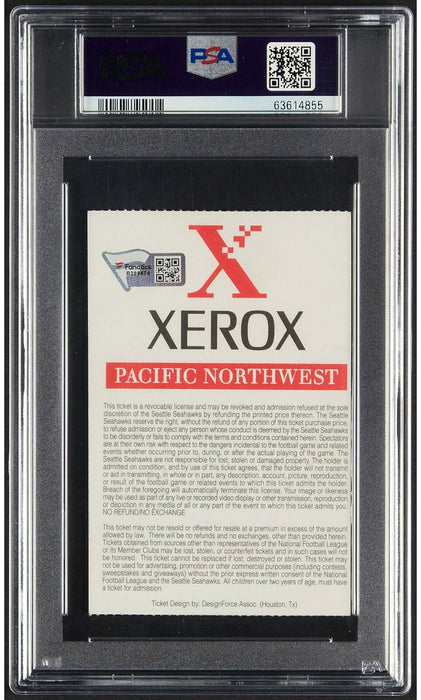 PSA
63614855
Fanatics
X
XEROX
PACIFIC NORTHWEST
This ticket is a revocable license and may be revoked and admission refused at the sole
discretion of the Seattle Seahawks by refunding the printed price thereon. The Seattle
Seahawks reserve the right, without refund of any portion of this ticket purchase price,
to refuse admission or eject any person whose conduct is deemed by the Seattle Seahawks
to be disorderly or fails to comply with the terms and conditions contained herein. Spectators
are at their own risk with respect to the dangers incidental to the football game and related
events whether occurring prior to, during, or after the actual playing of the game. The
Seattle Seahawks are not responsible for lost, stolen or damaged property. The holder is
admitted on condition, and by use of this ticket agrees, that the holder will not transmit
or aid in transmitting, in whole or in part, any description, account, picture, reproduction, or
result of the football game or related events to which this ticket admits the holder.
Breach of the foregoing will automatically terminate this license. Your image or likeness
may be used as part of any live or recorded video display or other transmission, reproduction
or depiction in any media of all or any part of the event to which this ticket admits you.
NO REFUND/NO EXCHANGE
This ticket may not be resold or offered for resale at a premium in excess of the amount
allowed by law. There will be no refunds and no exchanges, other than provided herein.
Tickets obtained from sources other than representatives of the National Football League
or its Member Clubs may be lost, stolen, or counterfeit tickets and in such cases will not
be honored. This ticket cannot be replaced if lost, destroyed or stolen. This ticket may
not be used for advertising, promotion or other commercial purposes (including contests,
sweepstakes and giveaways) without the prior express written consent of the National
Football League and the Seattle Seahawks. All children over two years of age, must have
a ticket for admission.
Ticket Design by: DesignForce Assoc. (Houston, Tx)